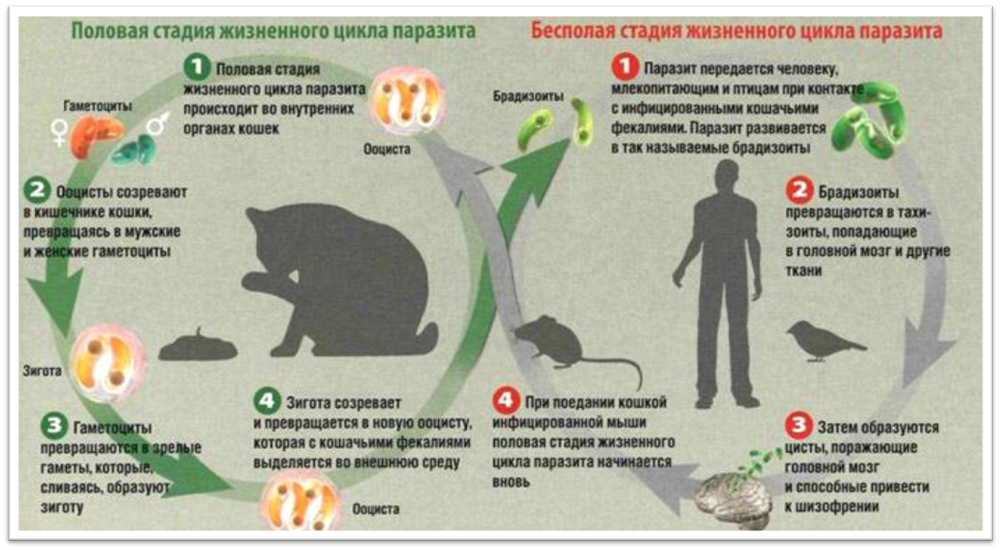 Половая стадия жизненного цикла паразита
1 Половая стадия
жизненного цикла паразита
происходит во внутренних
органах кошек
Гаметоциты
Ооциста
2 Ооцисты созревают
в кишечнике кошки,
превращаясь в мужские
и женские гаметоциты
Зигота
3 Гаметоциты
превращаются в зрелые
гаметы, которые,
сливаясь, образуют
зиготу
4 Зигота созревает
и превращается в новую ооцисту,
которая с кошачьими фекалиями
выделяется во внешнюю среду
Ооциста
Бесполая стадия жизненного цикла паразита
Брадизоиты
1 Паразит передается человеку,
млекопитающим и птицам при контакте
с инфицированными кошачьими
фекалиями. Паразит развивается
в так называемые брадизоиты
2 Брадизоиты
превращаются в тахи-
зоиты, попадающие
в головной мозг и другие
ткани
3 Затем образуются
цисты, поражающие
головной мозг
и способные привести
к шизофрении
4 При поедании кошкой
инфицированной мыши
половая стадия жизненного
цикла паразита начинается
вновь